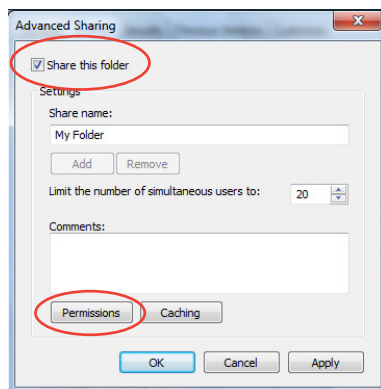 Advanced Sharing
Share this folder
Settings
Share name:
My Folder
Add Remove
Limit the number of simultaneous users to: 20
Comments:
Permissions Caching
OK Cancel Apply